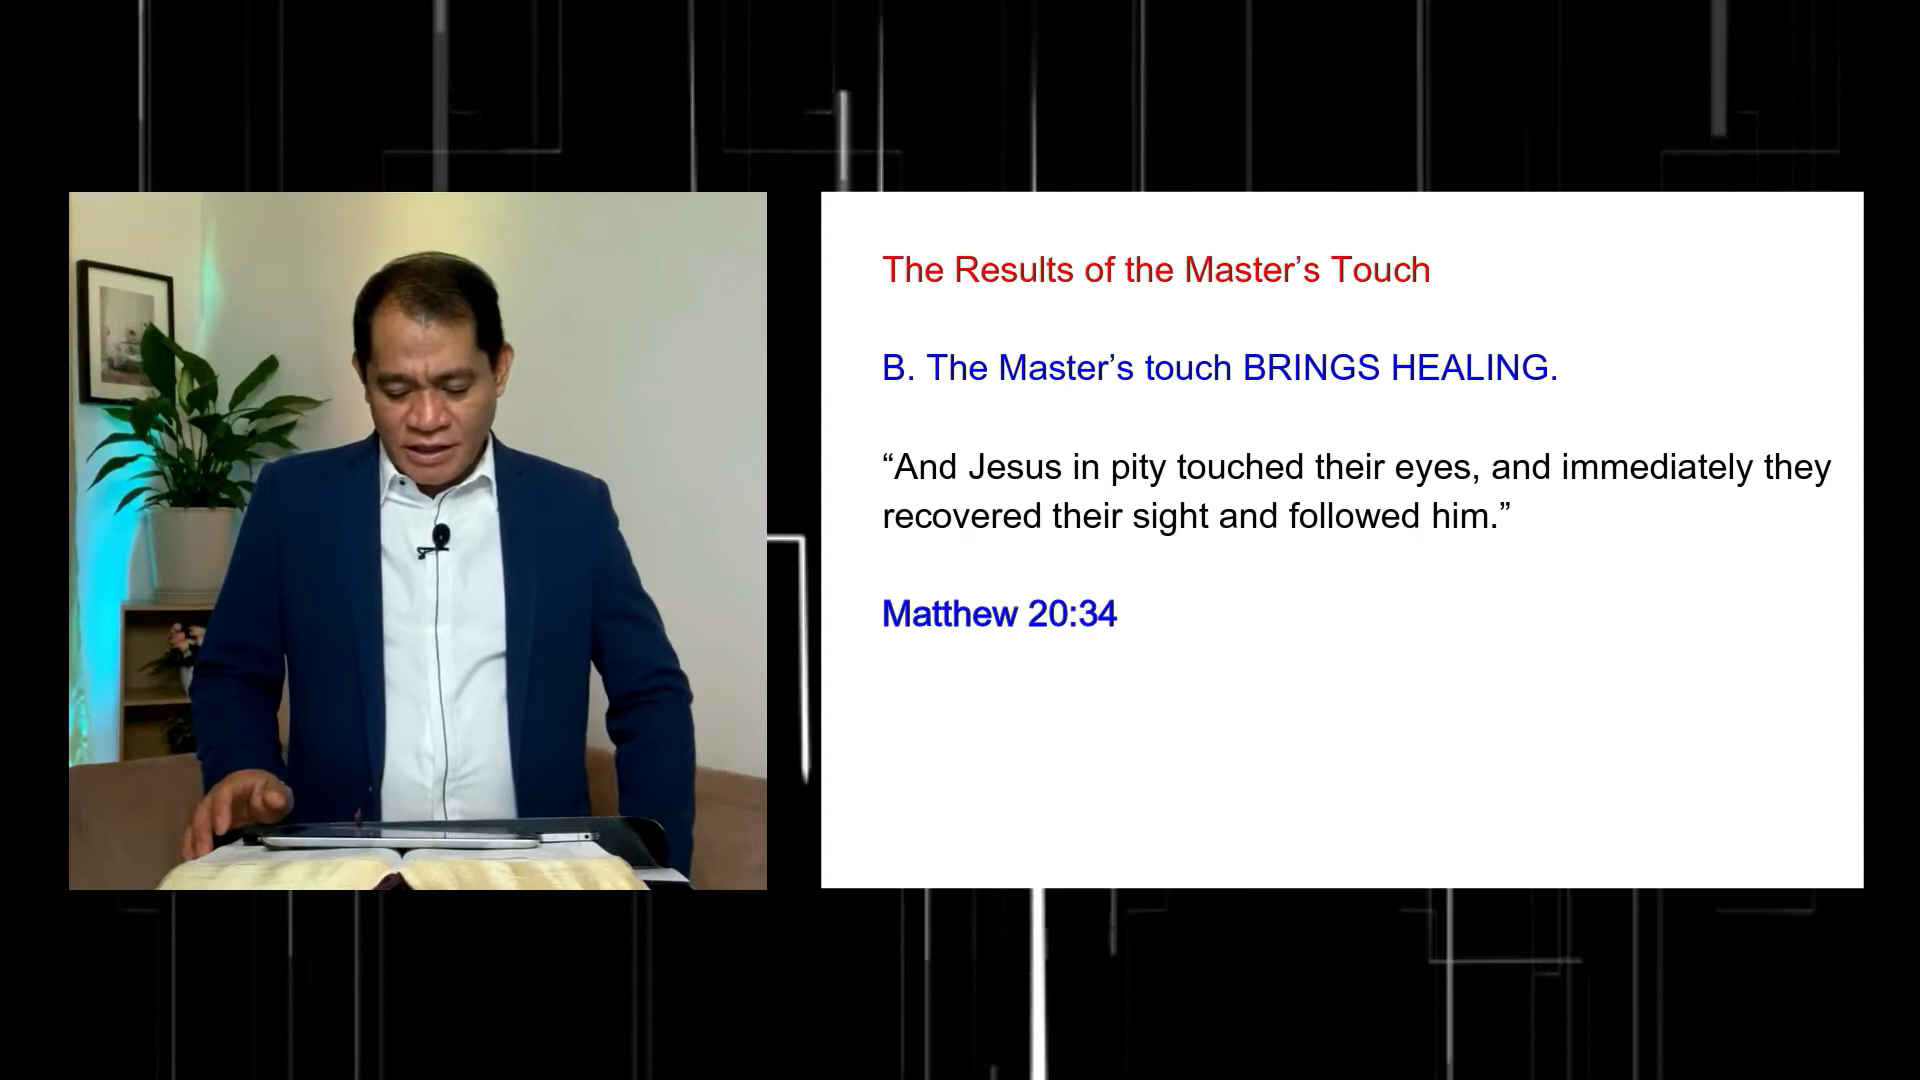 The Results of the Master’s Touch
B. The Master’s touch BRINGS HEALING.
“And Jesus in pity touched their eyes, and immediately they
recovered their sight and followed him.”
Matthew 20:34